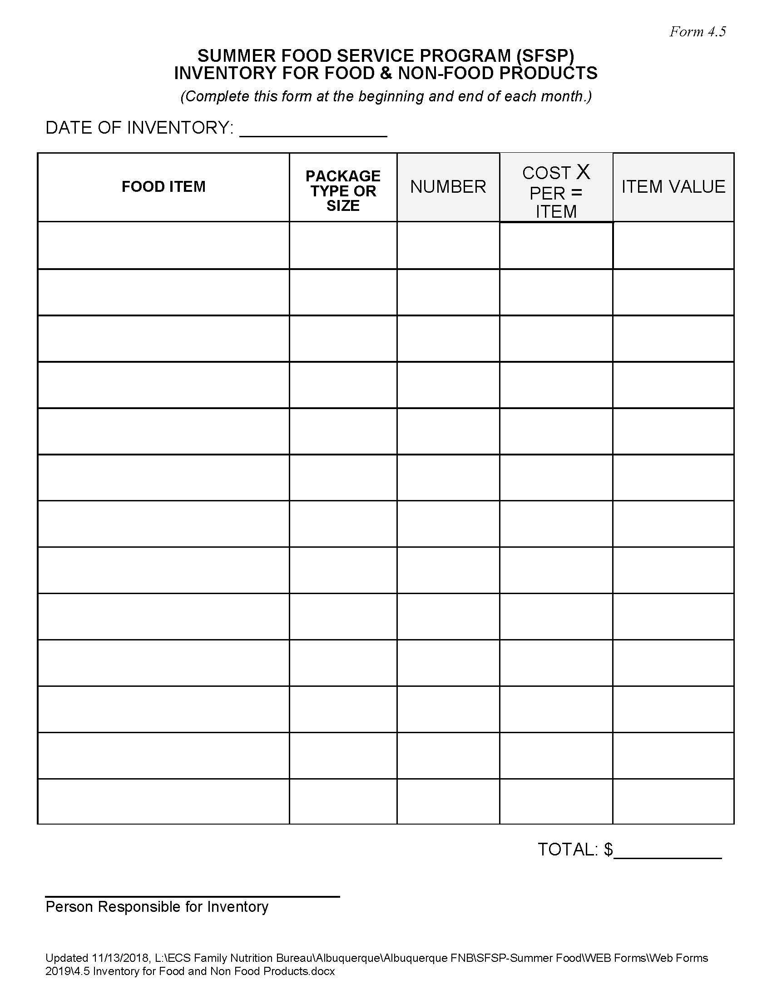 Form 4.5
SUMMER FOOD SERVICE PROGRAM (SFSP)
INVENTORY FOR FOOD & NON-FOOD PRODUCTS
(Complete this form at the beginning and end of each month.)
DATE OF INVENTORY: ________________
FOOD ITEM
PACKAGE
TYPE OR
SIZE
NUMBER
COST X
PER =
ITEM
ITEM VALUE
TOTAL: $___________
Person Responsible for Inventory
Updated 11/13/2018, L:\ECS Family Nutrition Bureau\Albuquerque\Albuquerque FNB\SFSP-Summer Food\WEB Forms\Web Forms
2019\4.5 Inventory for Food and Non Food Products.docx